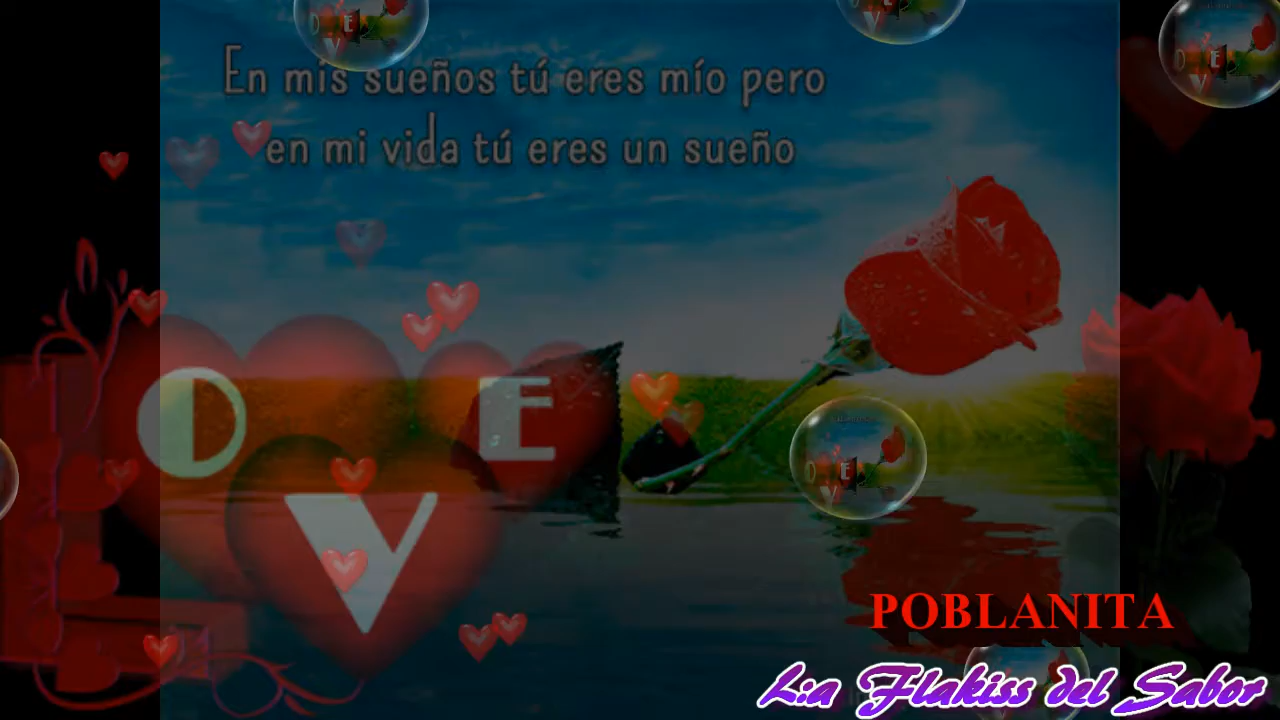 En mis sueños tú eres mío pero
en mi vida tú eres un sueño
L O V E
POBLANITA
L:a Flakiss del Sabor